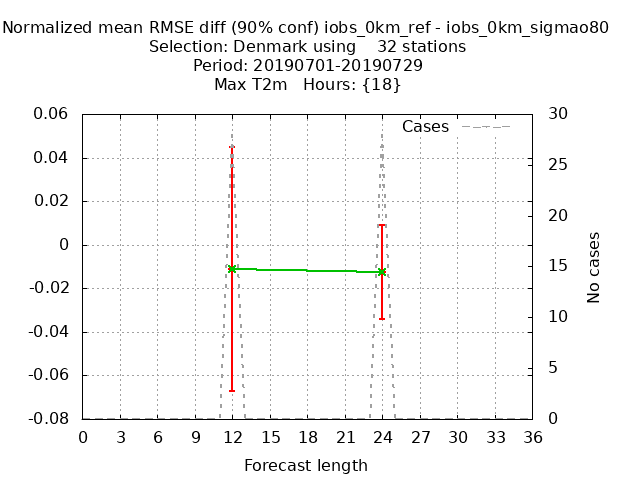 Normalized mean RMSE diff (90% conf) iobs_0km_ref - iobs_0km_sigmao80
Selection: Denmark using    32 stations
Period: 20190701-20190729
Max T2m   Hours: {18}
Cases
0.06
0.04
0.02
0
-0.02
-0.04
-0.06
-0.08
30
25
20
15
10
5
0
No cases
0 3 6 9 12 15 18 21 24 27 30 33 36
Forecast length